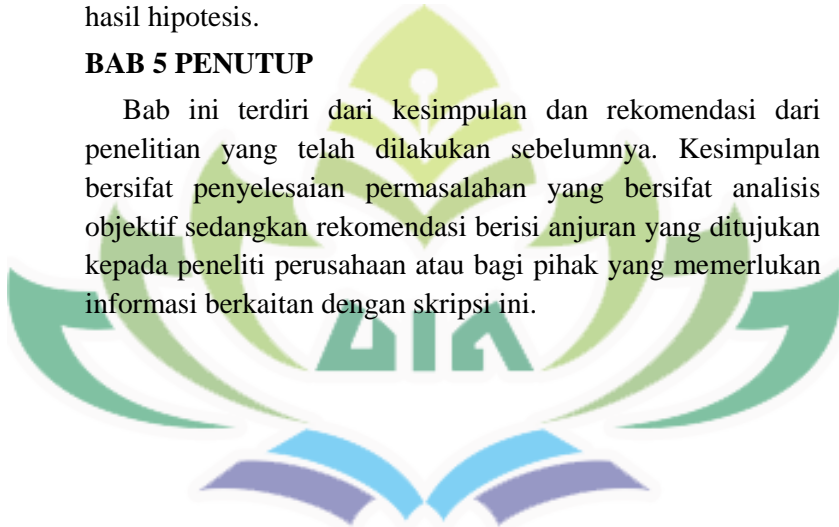 hasil hipotesis.
BAB 5 PENUTUP
Bab ini terdiri dari kesimpulan dan rekomendasi dari
penelitian yang telah dilakukan sebelumnya. Kesimpulan
bersifat penyelesaian permasalahan yang bersifat analisis
objektif sedangkan rekomendasi berisi anjuran yang ditujukan
kepada peneliti perusahaan atau bagi pihak yang memerlukan
informasi berkaitan dengan skripsi ini.